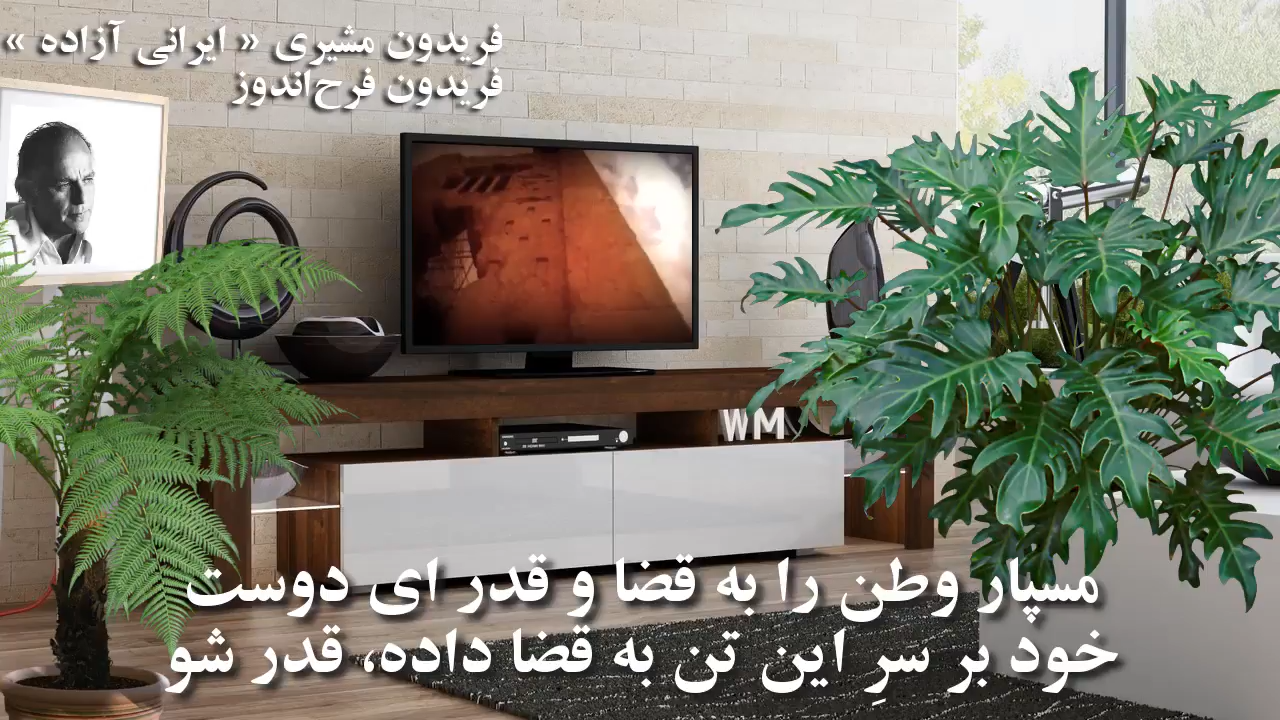 فریدون مشیری « ایرانی آزاده »
فریدون فرح‌اندوز
WM
مسپار وطن را به قضا و قدر ای دوست
خود بر سرِ این تن به قضا داده، قدر شو